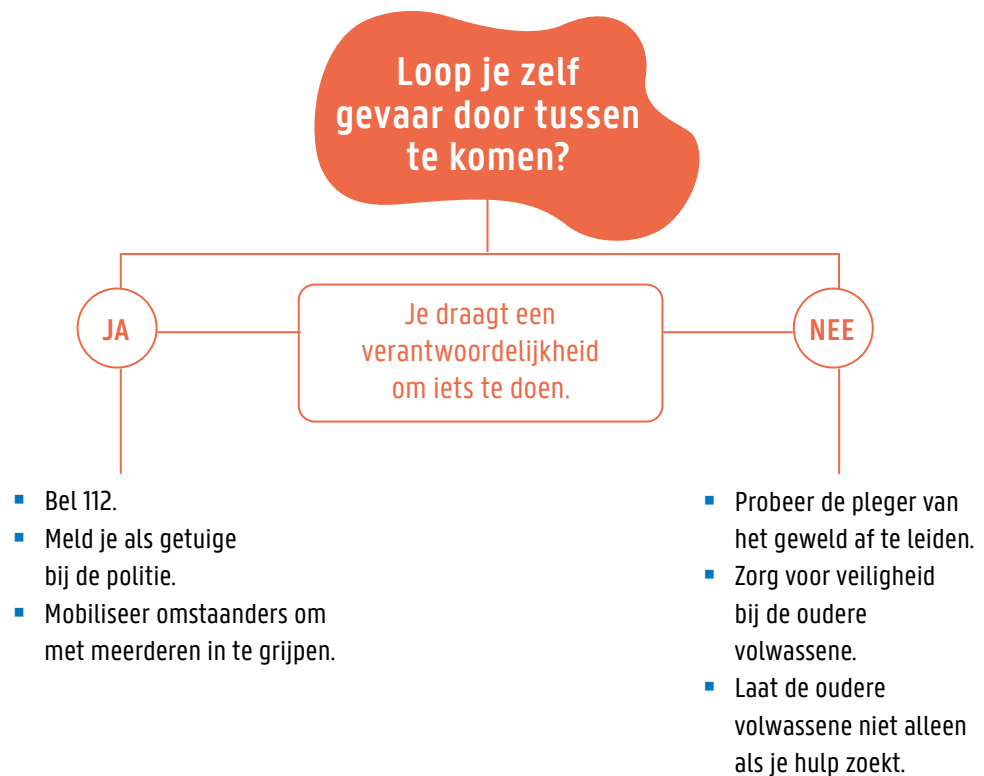 Loop je zelf
gevaar door tussen
te komen?
JA
Je draagt een
verantwoordelijkheid
om iets te doen.
NEE
▪ Bel 112.
▪ Meld je als getuige
bij de politie.
▪ Mobiliseer omstaanders om
met meerderen in te grijpen.
▪ Probeer de pleger van
het geweld af te leiden.
▪ Zorg voor veiligheid
bij de oudere
volwassene.
▪ Laat de oudere
volwassene niet alleen
als je hulp zoekt.